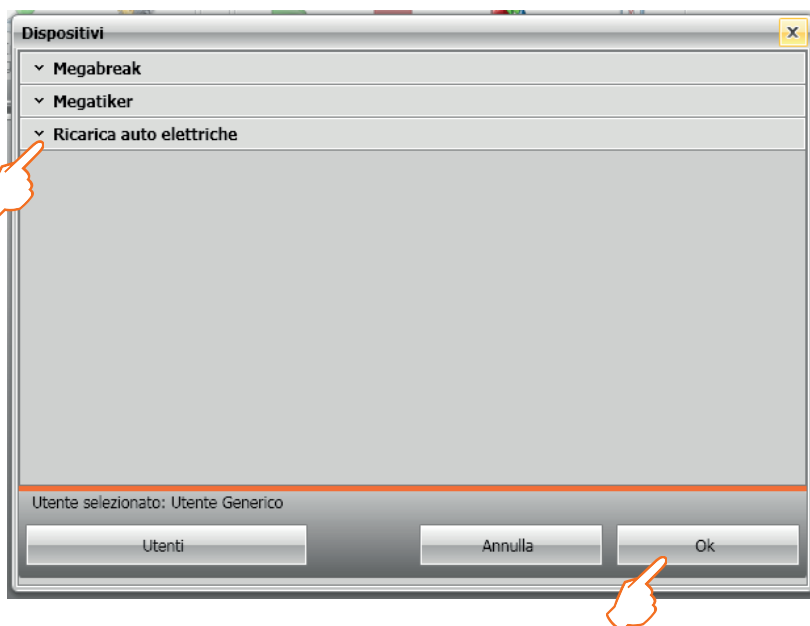 Dispositivi
Megabreak
Megatiker
Ricarica auto elettriche
Utente selezionato: Utente Generico
Utenti
Annulla
Ok